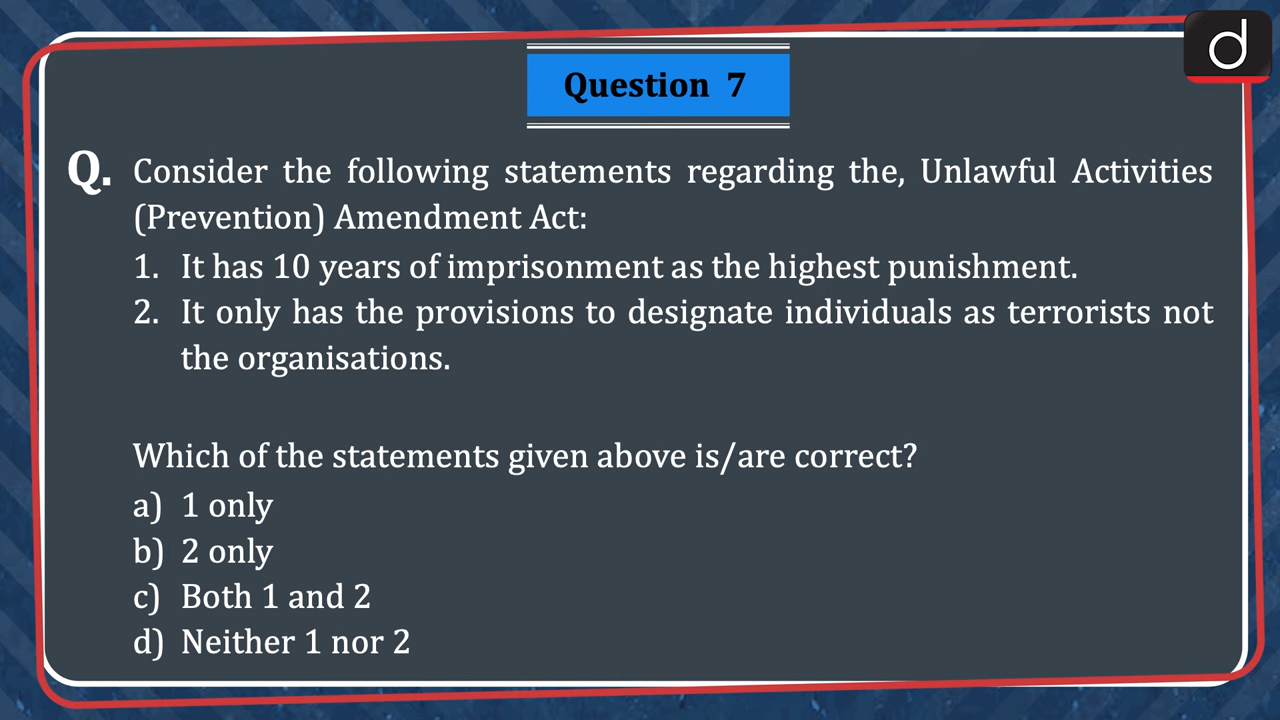 d
Question 7
Q. Consider the following statements regarding the, Unlawful Activities
(Prevention) Amendment Act:
1. It has 10 years of imprisonment as the highest punishment.
2. It only has the provisions to designate individuals as terrorists not
the organisations.
Which of the statements given above is/are correct?
a) 1 only
b) 2 only
c) Both 1 and 2
d) Neither 1 nor 2